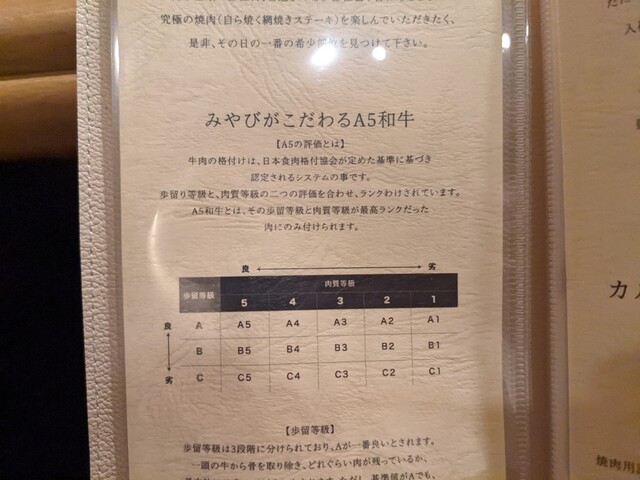 究極の焼肉（自ら焼く網焼きステーキ）を楽しんでいただきたく、
是非、その日の一番の希少部位を見つけて下さい。
みやびがこだわるA5和牛
【A5の評価とは】
牛肉の格付けは、日本食肉格付協会が定めた基準に基づき
認定されるシステムの事です。
歩留り等級と、肉質等級の二つの評価を合わせ、ランクわけされています。
A5和牛とは、その歩留等級と肉質等級が最高ランクだった
肉にのみ付けられます。
良 劣
歩留等級 肉質等級
5 4 3 2 1
良 A A5 A4 A3 A2 A1
B B5 B4 B3 B2 B1
劣 C C5 C4 C3 C2 C1
【歩留等級】
歩留等級は3段階に分けられており、Aが一番良いとされます。
一頭の牛から骨を取り除き、どれぐらい肉が残っているか、
カル
焼肉用